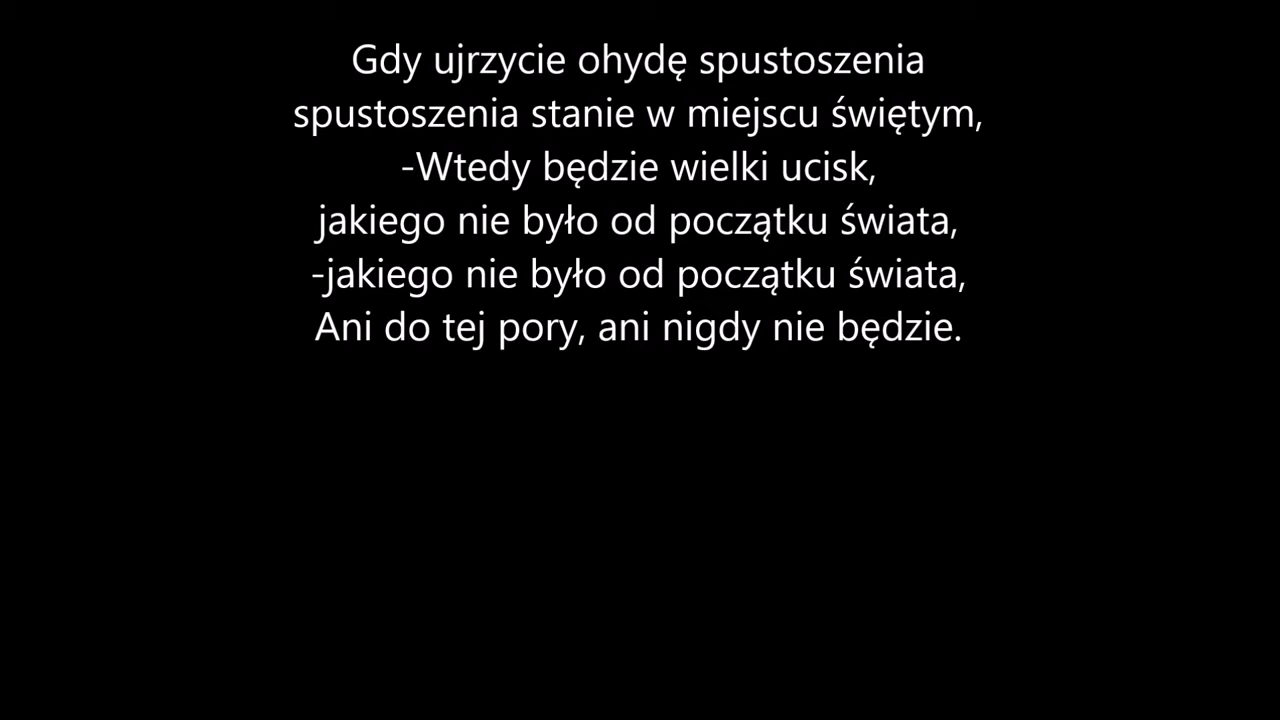 Gdy ujrzycie ohydę spustoszenia
spustoszenia stanie w miejscu świętym,
-Wtedy będzie wielki ucisk,
jakiego nie było od początku świata,
-jakiego nie było od początku świata,
Ani do tej pory, ani nigdy nie będzie.